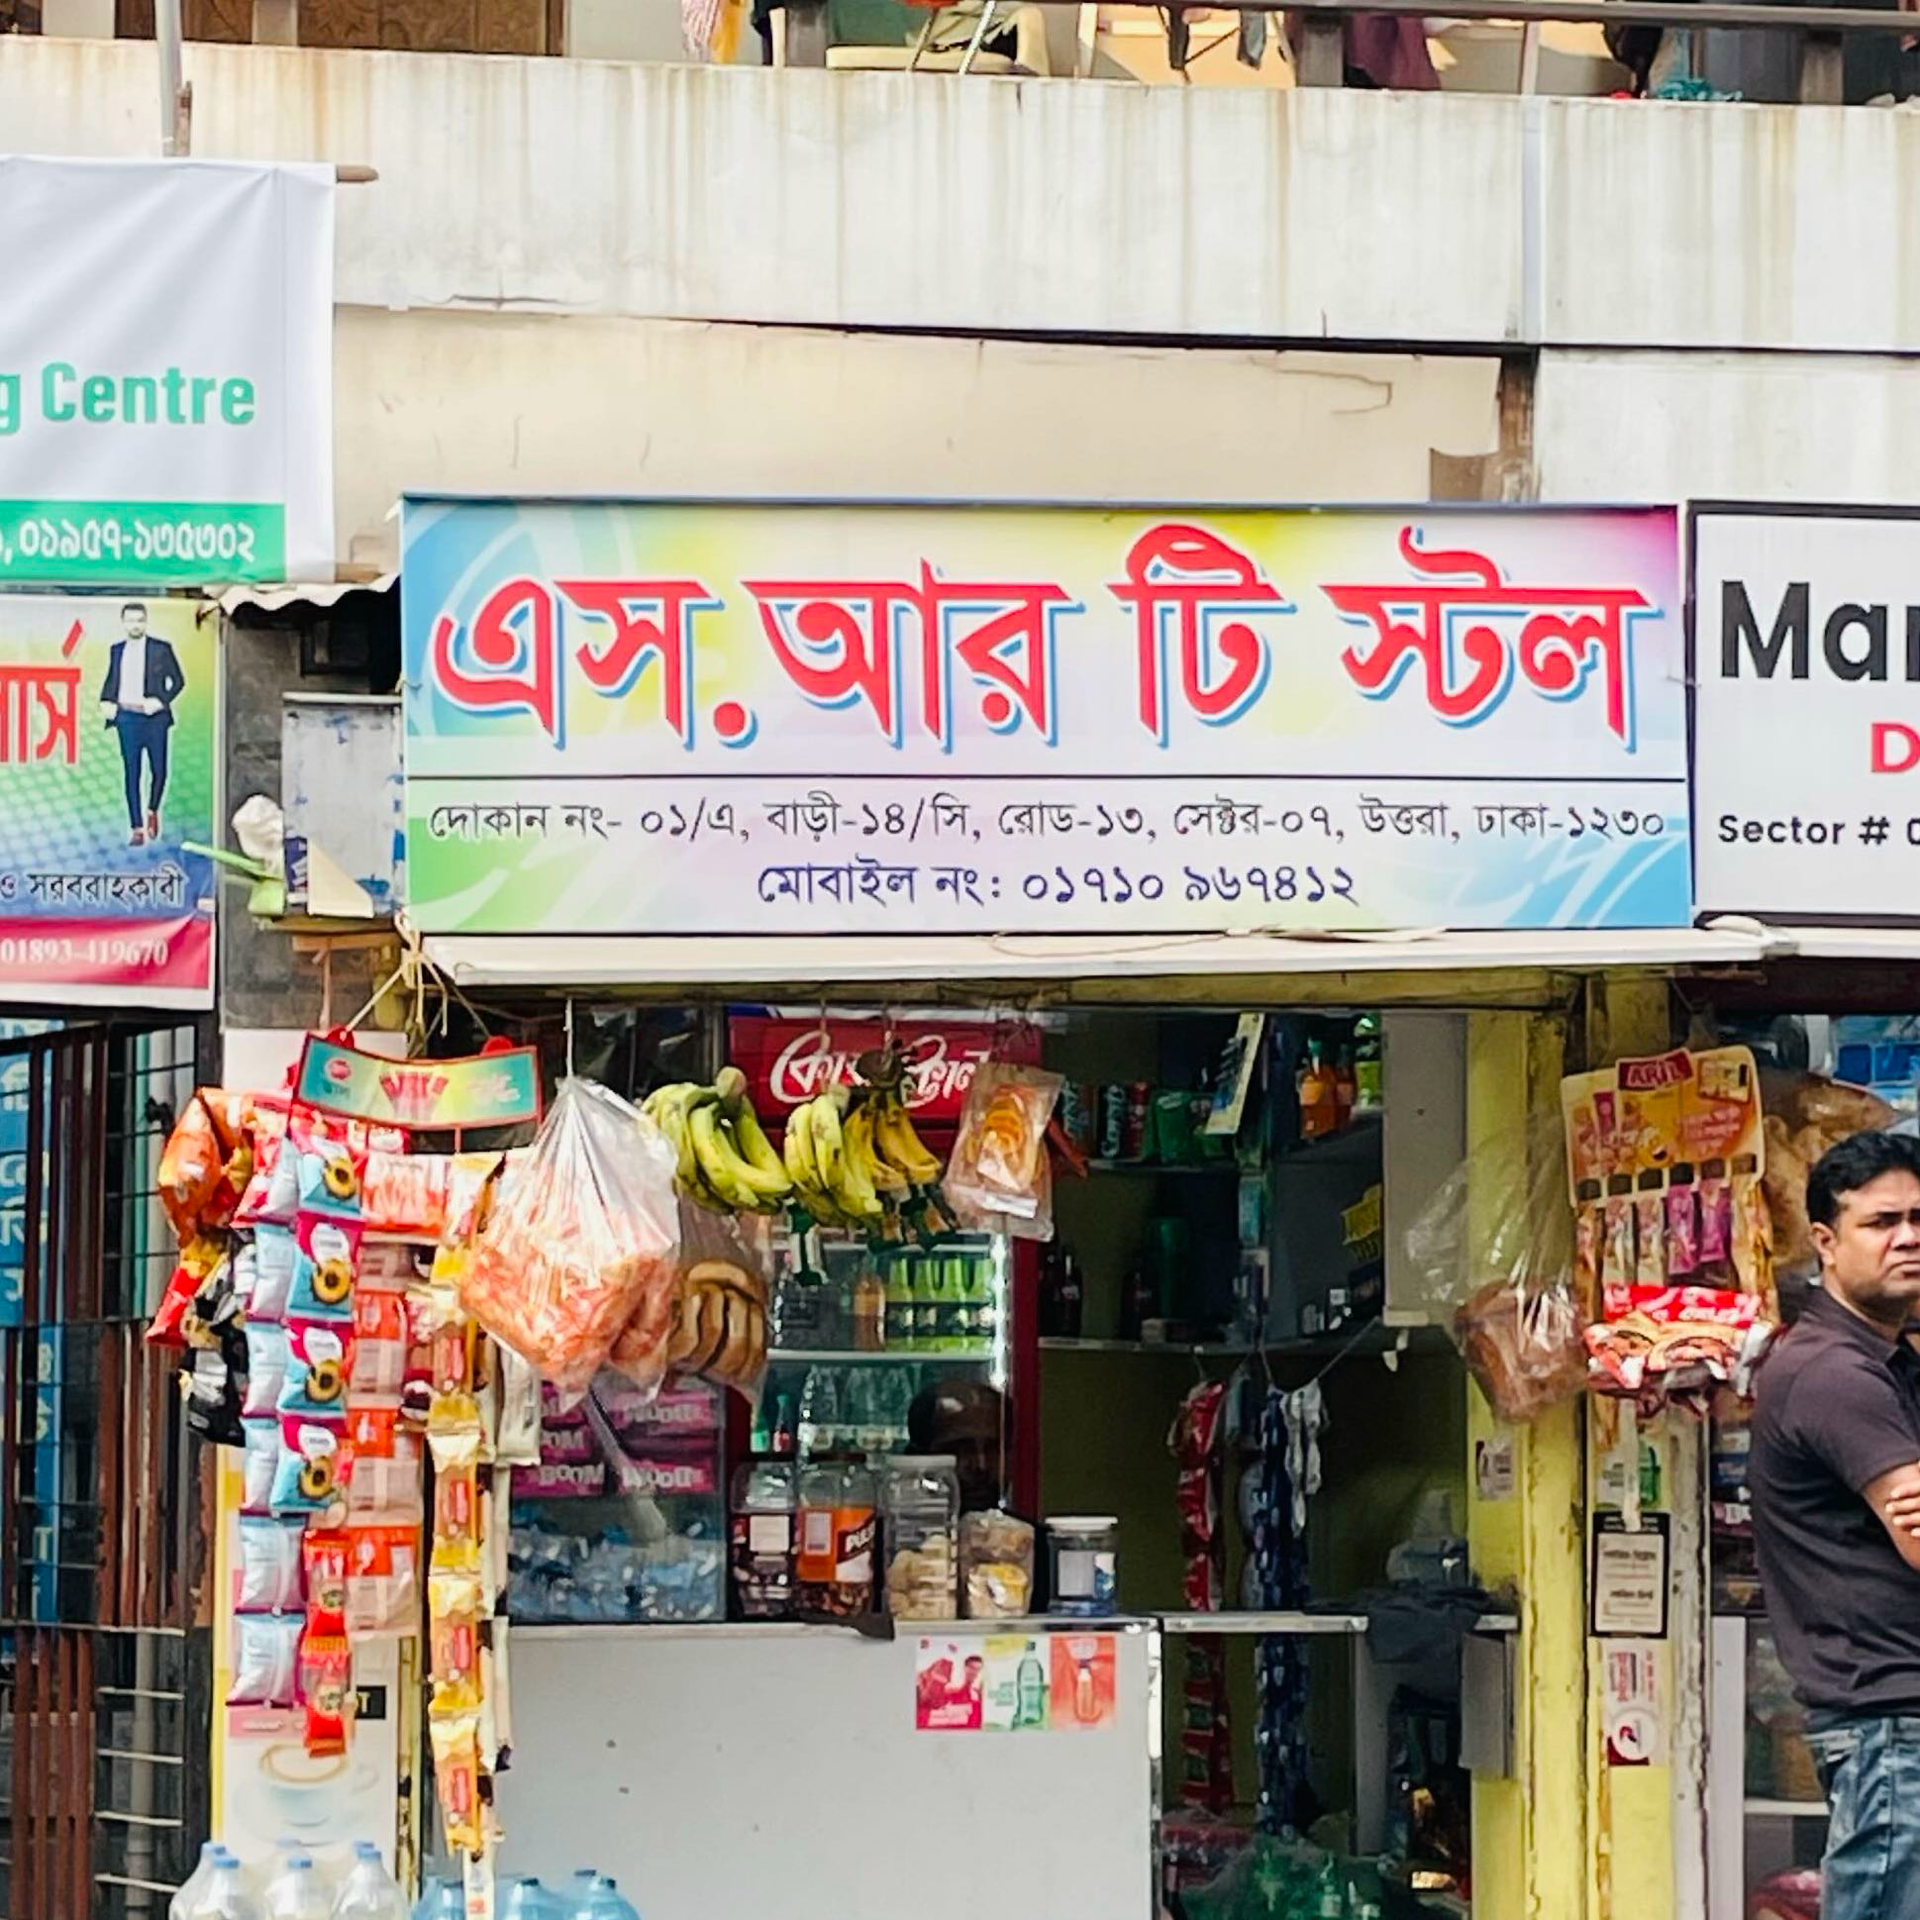 Centre
০১৯৫৭-১৩৫৩০২
ও সরবরাহকারী
01893-419670
এস.আর টি স্টল
দোকান নং- ০১/এ, বাড়ী-১৪/সি, রোড-১৩, সেক্টর-০৭, উত্তরা, ঢাকা-১২৩০
মোবাইল নং: ০১৭১০ ৯৬৭৪১২
Sector #